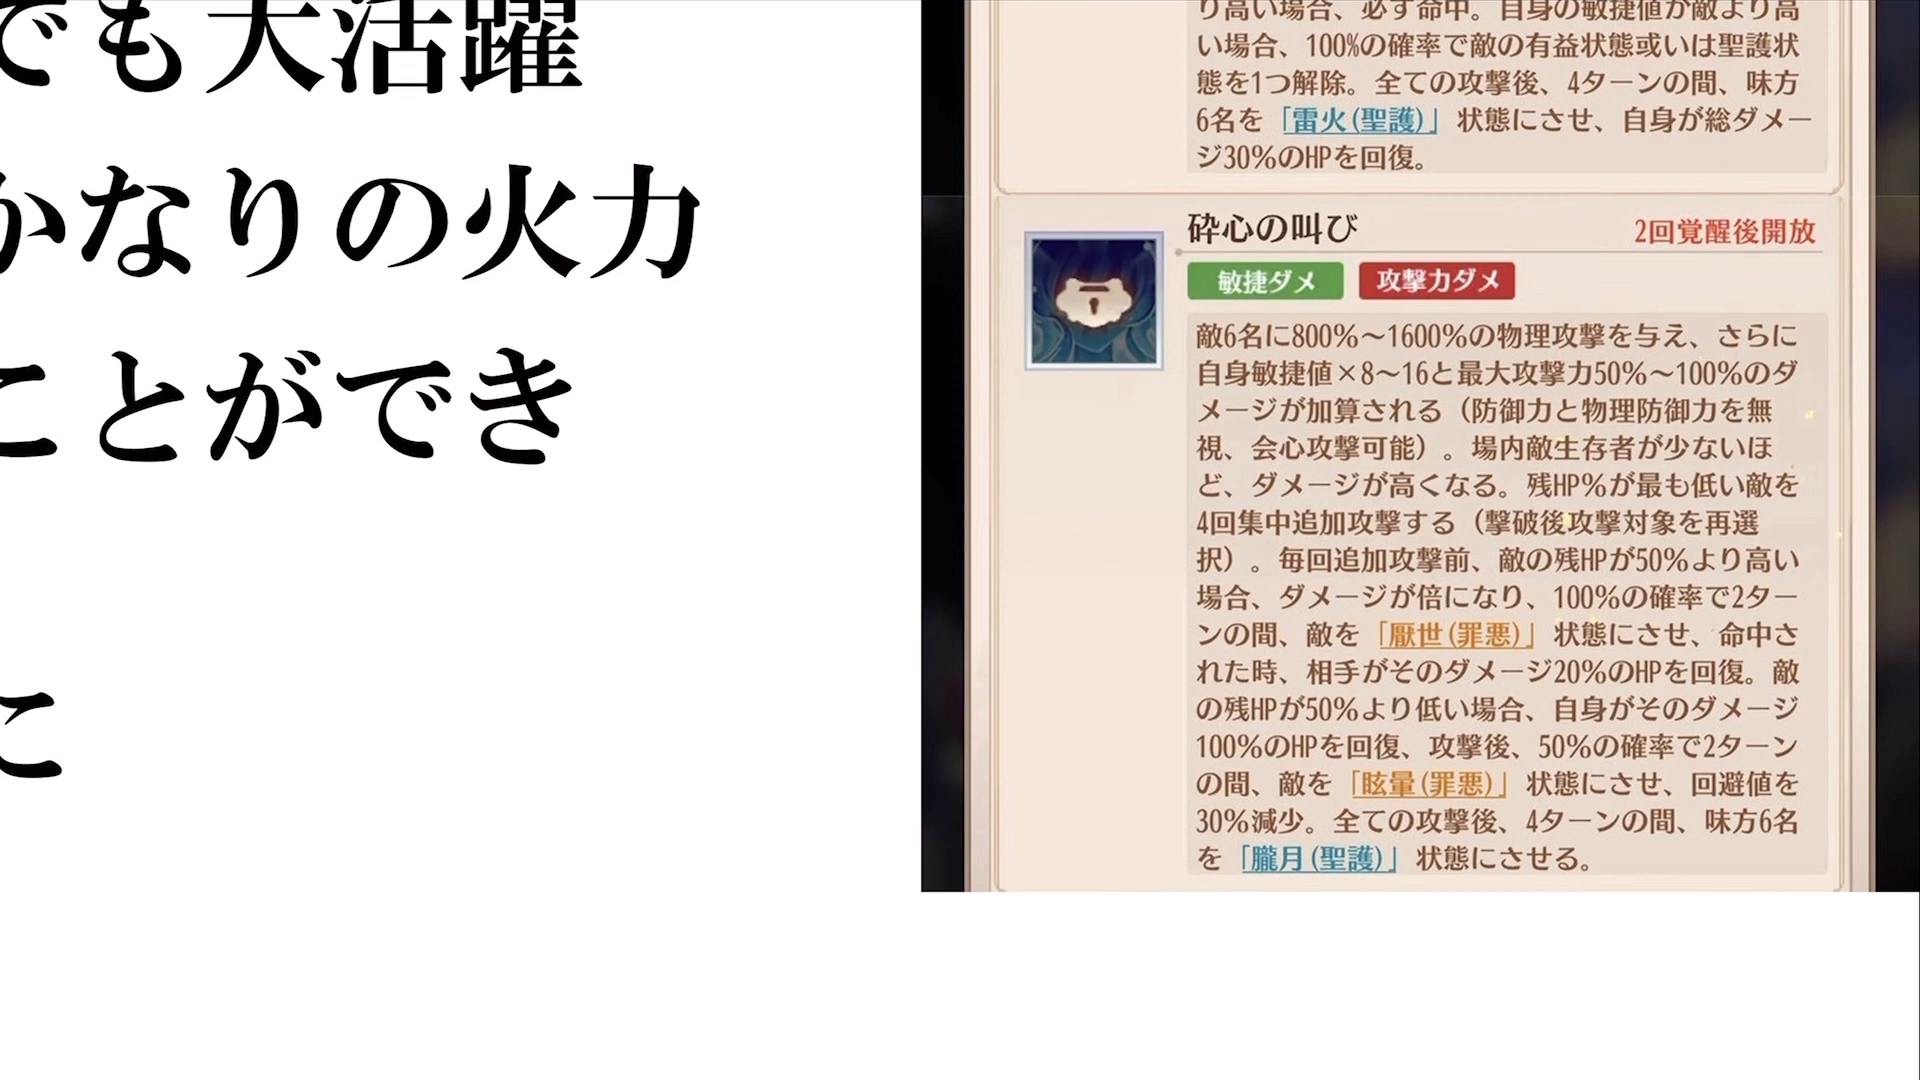 でも大活躍
かなりの火力
ことができ
に
り高い場合、必ず命中。自身の敏捷値が敵より高
い場合、100%の確率で敵の有益状態或いは聖護状
態を1つ解除。全ての攻撃後、4ターンの間、味方
6名を「雷火(聖護)」状態にさせ、自身が総ダメー
ジ30%のHPを回復。
砕心の叫び
2回覚醒後開放
敏捷ダメ
攻撃力ダメ
敵6名に800%～1600%の物理攻撃を与え、さらに
自身敏捷値×8～16と最大攻撃力50%～100%のダ
メージが加算される（防御力と物理防御力を無
視、会心攻撃可能）。場内敵生存者が少ないほ
ど、ダメージが高くなる。残HP%が最も低い敵を
4回集中追加攻撃する（撃破後攻撃対象を再選
択）。毎回追加攻撃前、敵の残HPが50%より高い
場合、ダメージが倍になり、100%の確率で2ター
ンの間、敵を「厭世(罪悪)」状態にさせ、命中さ
れた時、相手がそのダメージ20%のHPを回復。敵
の残HPが50%より低い場合、自身がそのダメージ
100%のHPを回復、攻撃後、50%の確率で2ターン
の間、敵を「眩暈(罪悪)」状態にさせ、回避値を
30%減少。全ての攻撃後、4ターンの間、味方6名
を「朧月(聖護)」状態にさせる。